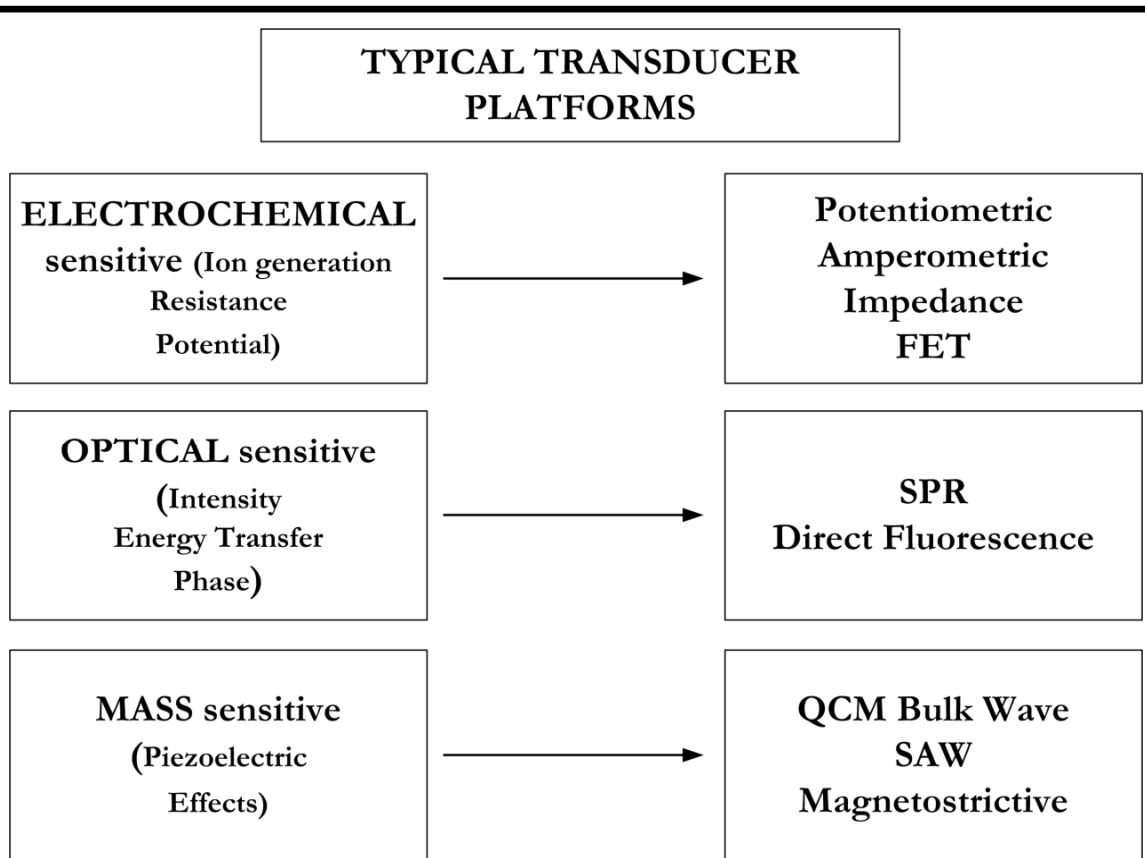 TYPICAL TRANSDUCER
PLATFORMS
ELECTROCHEMICAL
sensitive (Ion generation
Resistance
Potential)
Potentiometric
Amperometric
Impedance
FET
OPTICAL sensitive
(Intensity
Energy Transfer
Phase)
SPR
Direct Fluorescence
MASS sensitive
(Piezoelectric
Effects)
QCM Bulk Wave
SAW
Magnetostrictive